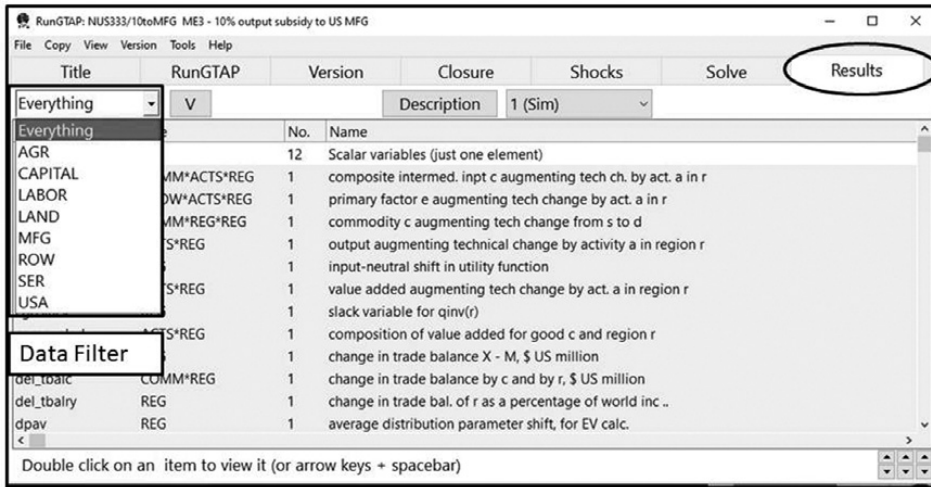 RunGTAP: NUS333/10toMFG ME3 - 10% output subsidy to US MFG
File Copy View Version Tools Help
Title RunGTAP Version Closure Shocks Solve Results
Everything V Description 1 (Sim)
Everything No. Name
AGR 12 Scalar variables (just one element)
CAPITAL MM*ACTS*REG 1 composite intermed. inpt c augmenting tech ch. by act. a in r
LABOR OW*ACTS*REG 1 primary factor e augmenting tech change by act. a in r
LAND MM*REG*REG 1 commodity c augmenting tech change from s to d
MFG TS*REG 1 output augmenting technical change by activity a in region r
ROW 1 input-neutral shift in utility function
SER TS*REG 1 value added augmenting tech change by act. a in region r
USA 1 slack variable for qinv(r)
ACTS*REG 1 composition of value added for good c and region r
Data Filter 1 change in trade balance X - M, $ US million
del_tbalc COMM*REG 1 change in trade balance by c and by r, $ US million
del_tbalry REG 1 change in trade bal. of r as a percentage of world inc ..
dpav REG 1 average distribution parameter shift, for EV calc.
Double click on an item to view it (or arrow keys + spacebar)